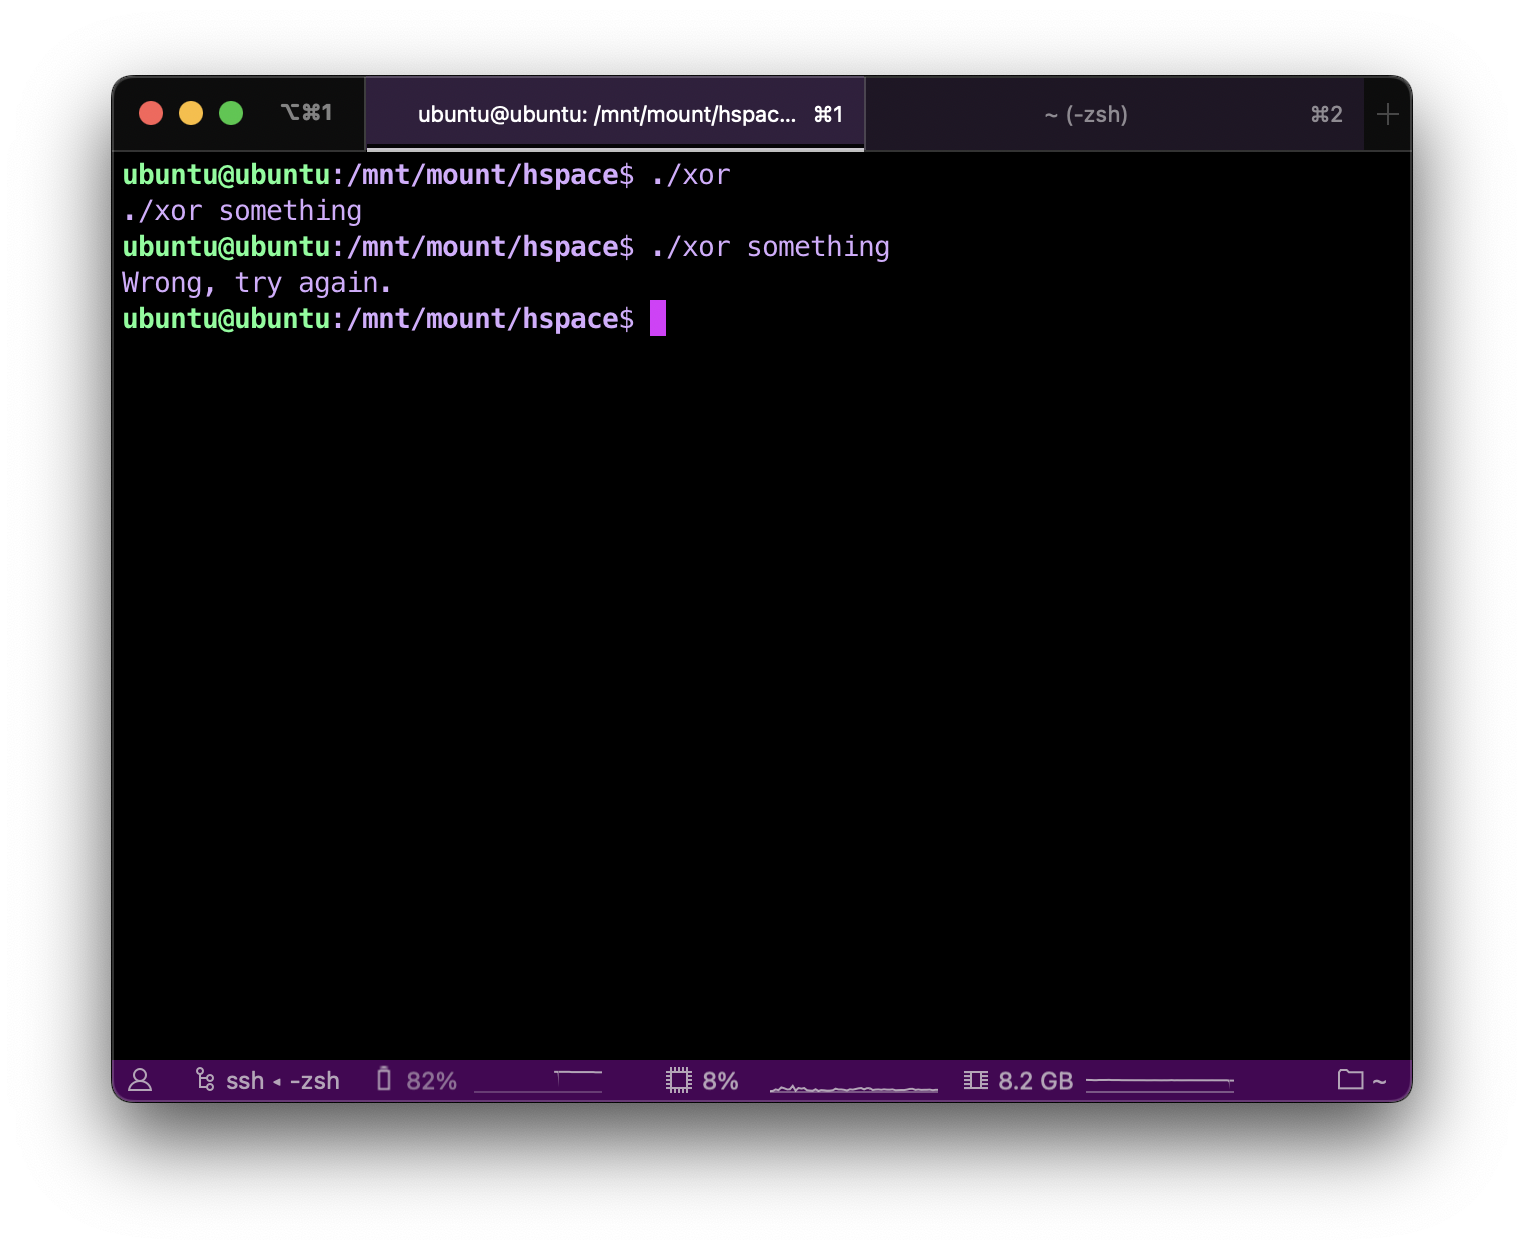 ⌥⌘1
ubuntu@ubuntu: /mnt/mount/hspac... ⌘1
~ (-zsh) ⌘2
ubuntu@ubuntu:/mnt/mount/hspace$ ./xor
./xor something
ubuntu@ubuntu:/mnt/mount/hspace$ ./xor something
Wrong, try again.
ubuntu@ubuntu:/mnt/mount/hspace$
ssh ◂ -zsh 82% 8% 8.2 GB ~